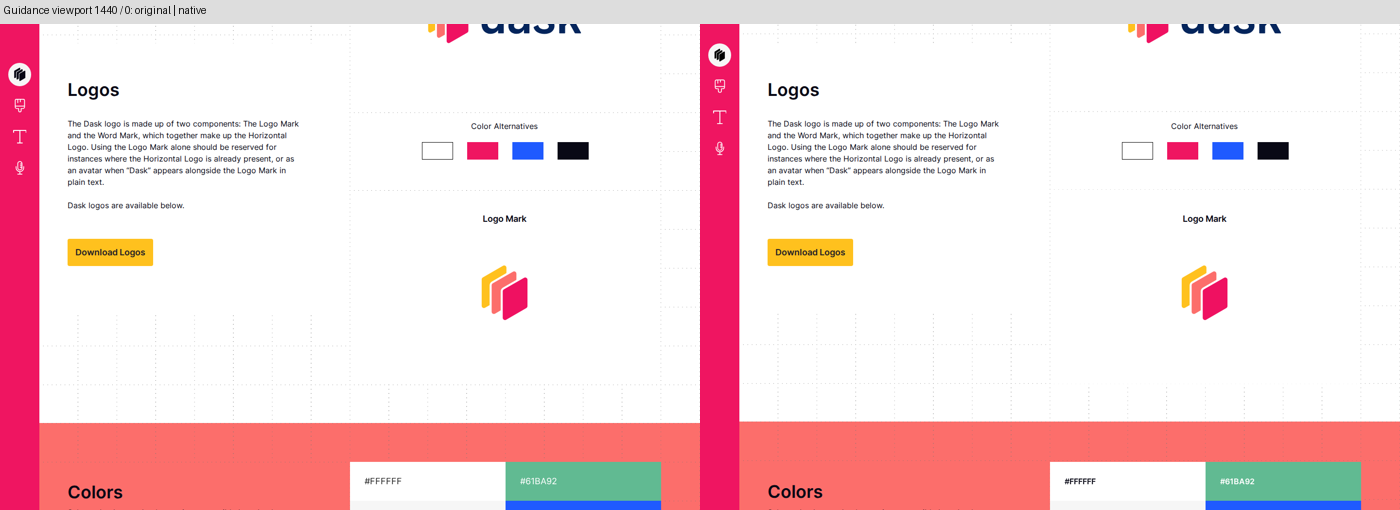 Guidance viewport 1440 / 0: original | native
dask
Logos
The Dask logo is made up of two components: The Logo Mark
and the Word Mark, which together make up the Horizontal
Logo. Using the Logo Mark alone should be reserved for
instances where the Horizontal Logo is already present, or as
an avatar when "Dask" appears alongside the Logo Mark in
plain text.
Dask logos are available below.
Download Logos
Color Alternatives
Logo Mark
Colors
#FFFFFF
#61BA92
dask
Logos
The Dask logo is made up of two components: The Logo Mark
and the Word Mark, which together make up the Horizontal
Logo. Using the Logo Mark alone should be reserved for
instances where the Horizontal Logo is already present, or as
an avatar when "Dask" appears alongside the Logo Mark in
plain text.
Dask logos are available below.
Download Logos
Color Alternatives
Logo Mark
Colors
#FFFFFF
#61BA92